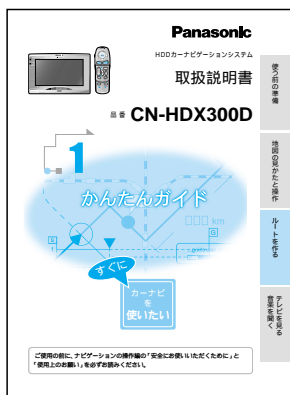 Panasonic
HDDカーナビゲーションシステム
取扱説明書
品番 CN-HDX300D
1
かんたんガイド
km
すぐに
カーナビ
を
使いたい
ご使用の前に、ナビゲーションの操作編の「安全にお使いいただくために」と
「使用上のお願い」を必ずお読みください。
使う前の準備
地図の見かたと操作
ルートを作る
テレビを見る
音楽を聞く